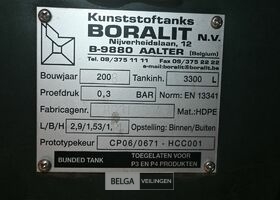 Kunststoftanks
BORALIT N.V.
Nijverheidslaan, 12
B-9880 AALTER (Belgium)
Tel. 09/375 11 11 Fax 09/375 22 22
e-mail:boralit@boralit.be
Bouwjaar 2008 Tankinh. 3300 L
Proefdruk 0,3 BAR Norm: EN 13341
Fabricagenr. Mat.:HDPE
L/B/H 2,9/1,53/1, Opstelling: Binnen/Buiten
Prototypekeur CP06/0671 - HCC001
BUNDED TANK TOEGELATEN VOOR
P3 EN P4 PRODUKTEN
BELGA VEILINGEN